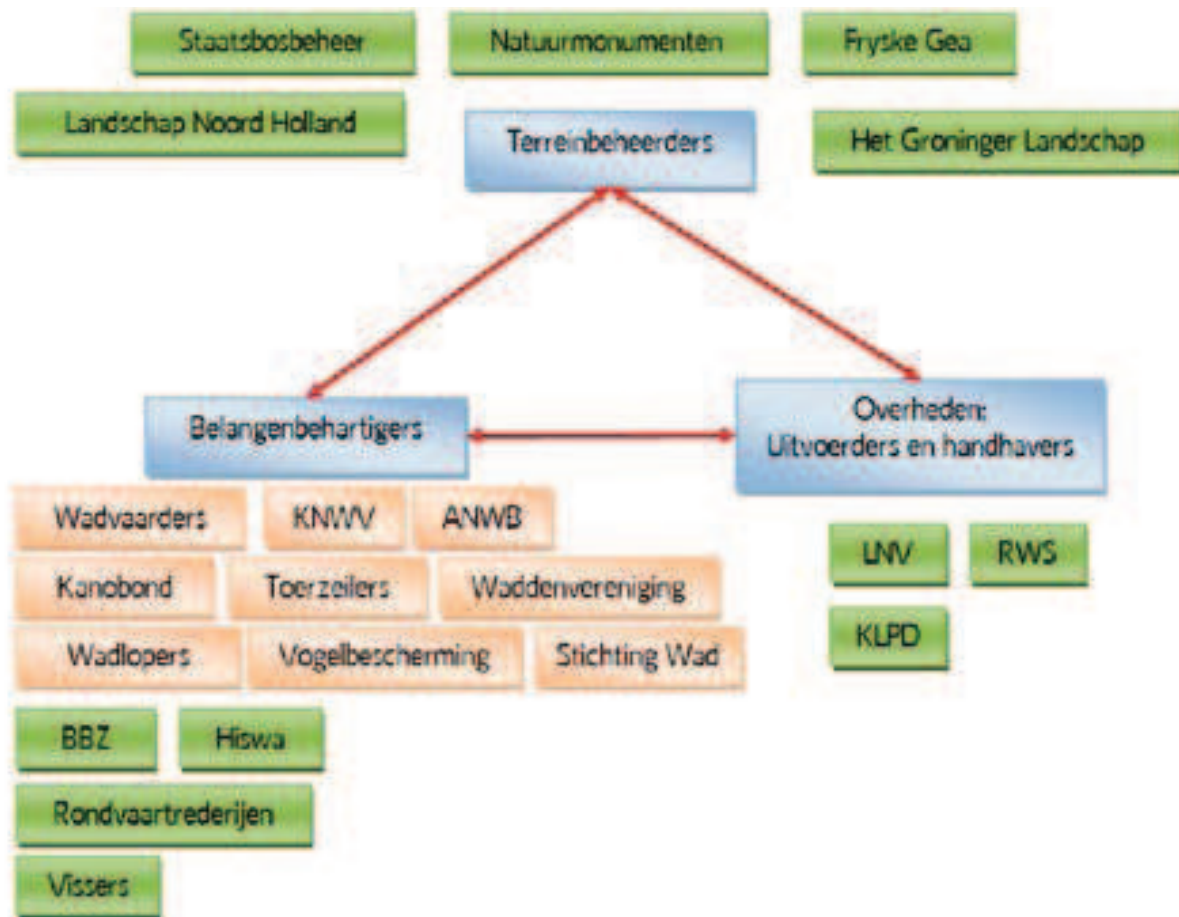 Staatsbosbeheer
Natuurmonumenten
Fryske Gea
Landschap Noord Holland
Terreinbeheerders
Het Groninger Landschap
Belangenbehartigers
Overheden:
Uitvoerders en handhavers
Wadvaarders
KNWV
ANWB
Kanobond
Toerzeilers
Waddenvereniging
Wadlopers
Vogelbescherming
Stichting Wad
LNV
RWS
KLPD
BBZ
Hiswa
Rondvaartrederijen
Vissers